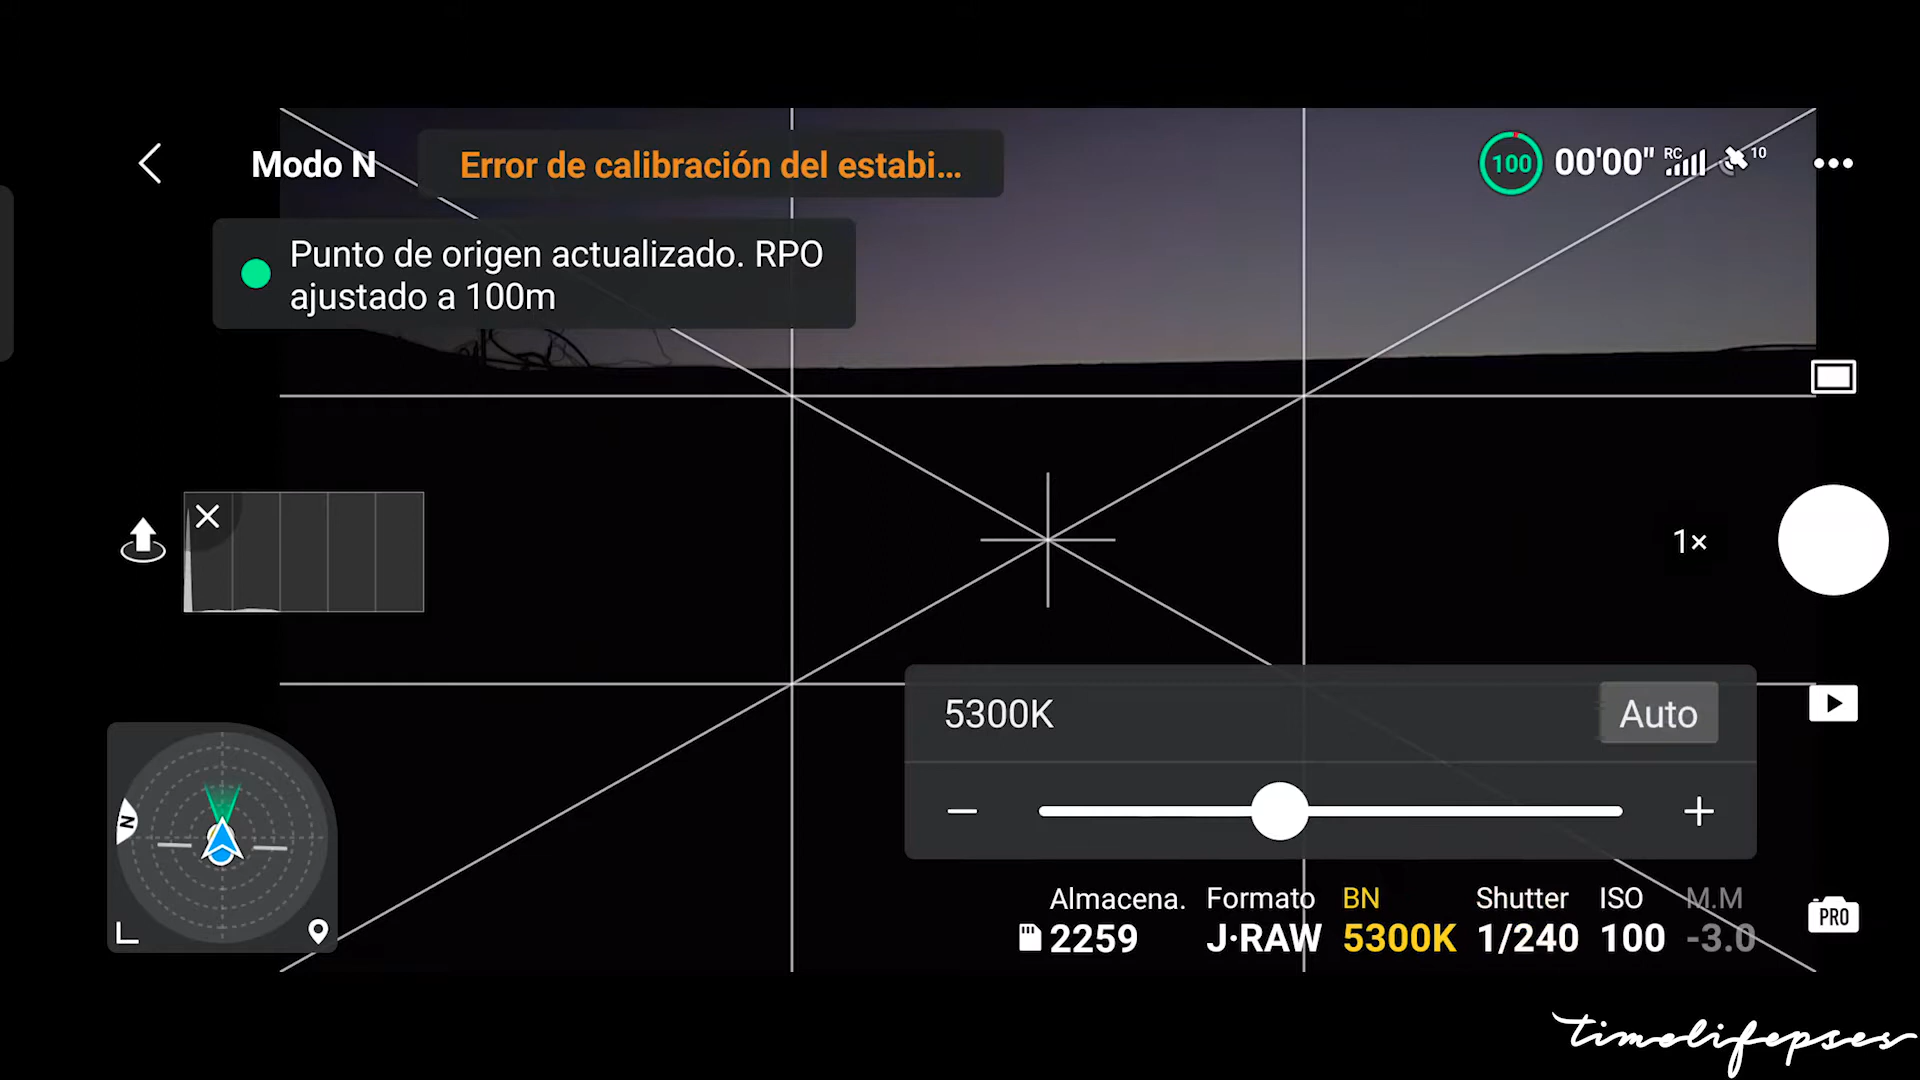 Modo N
Error de calibración del estabi...
100
00'00"
RC
10
Punto de origen actualizado. RPO
ajustado a 100m
1×
N
5300K
Auto
Almacena. Formato BN Shutter ISO M.M
2259 J·RAW 5300K 1/240 100 -3.0
PRO
timelifepses